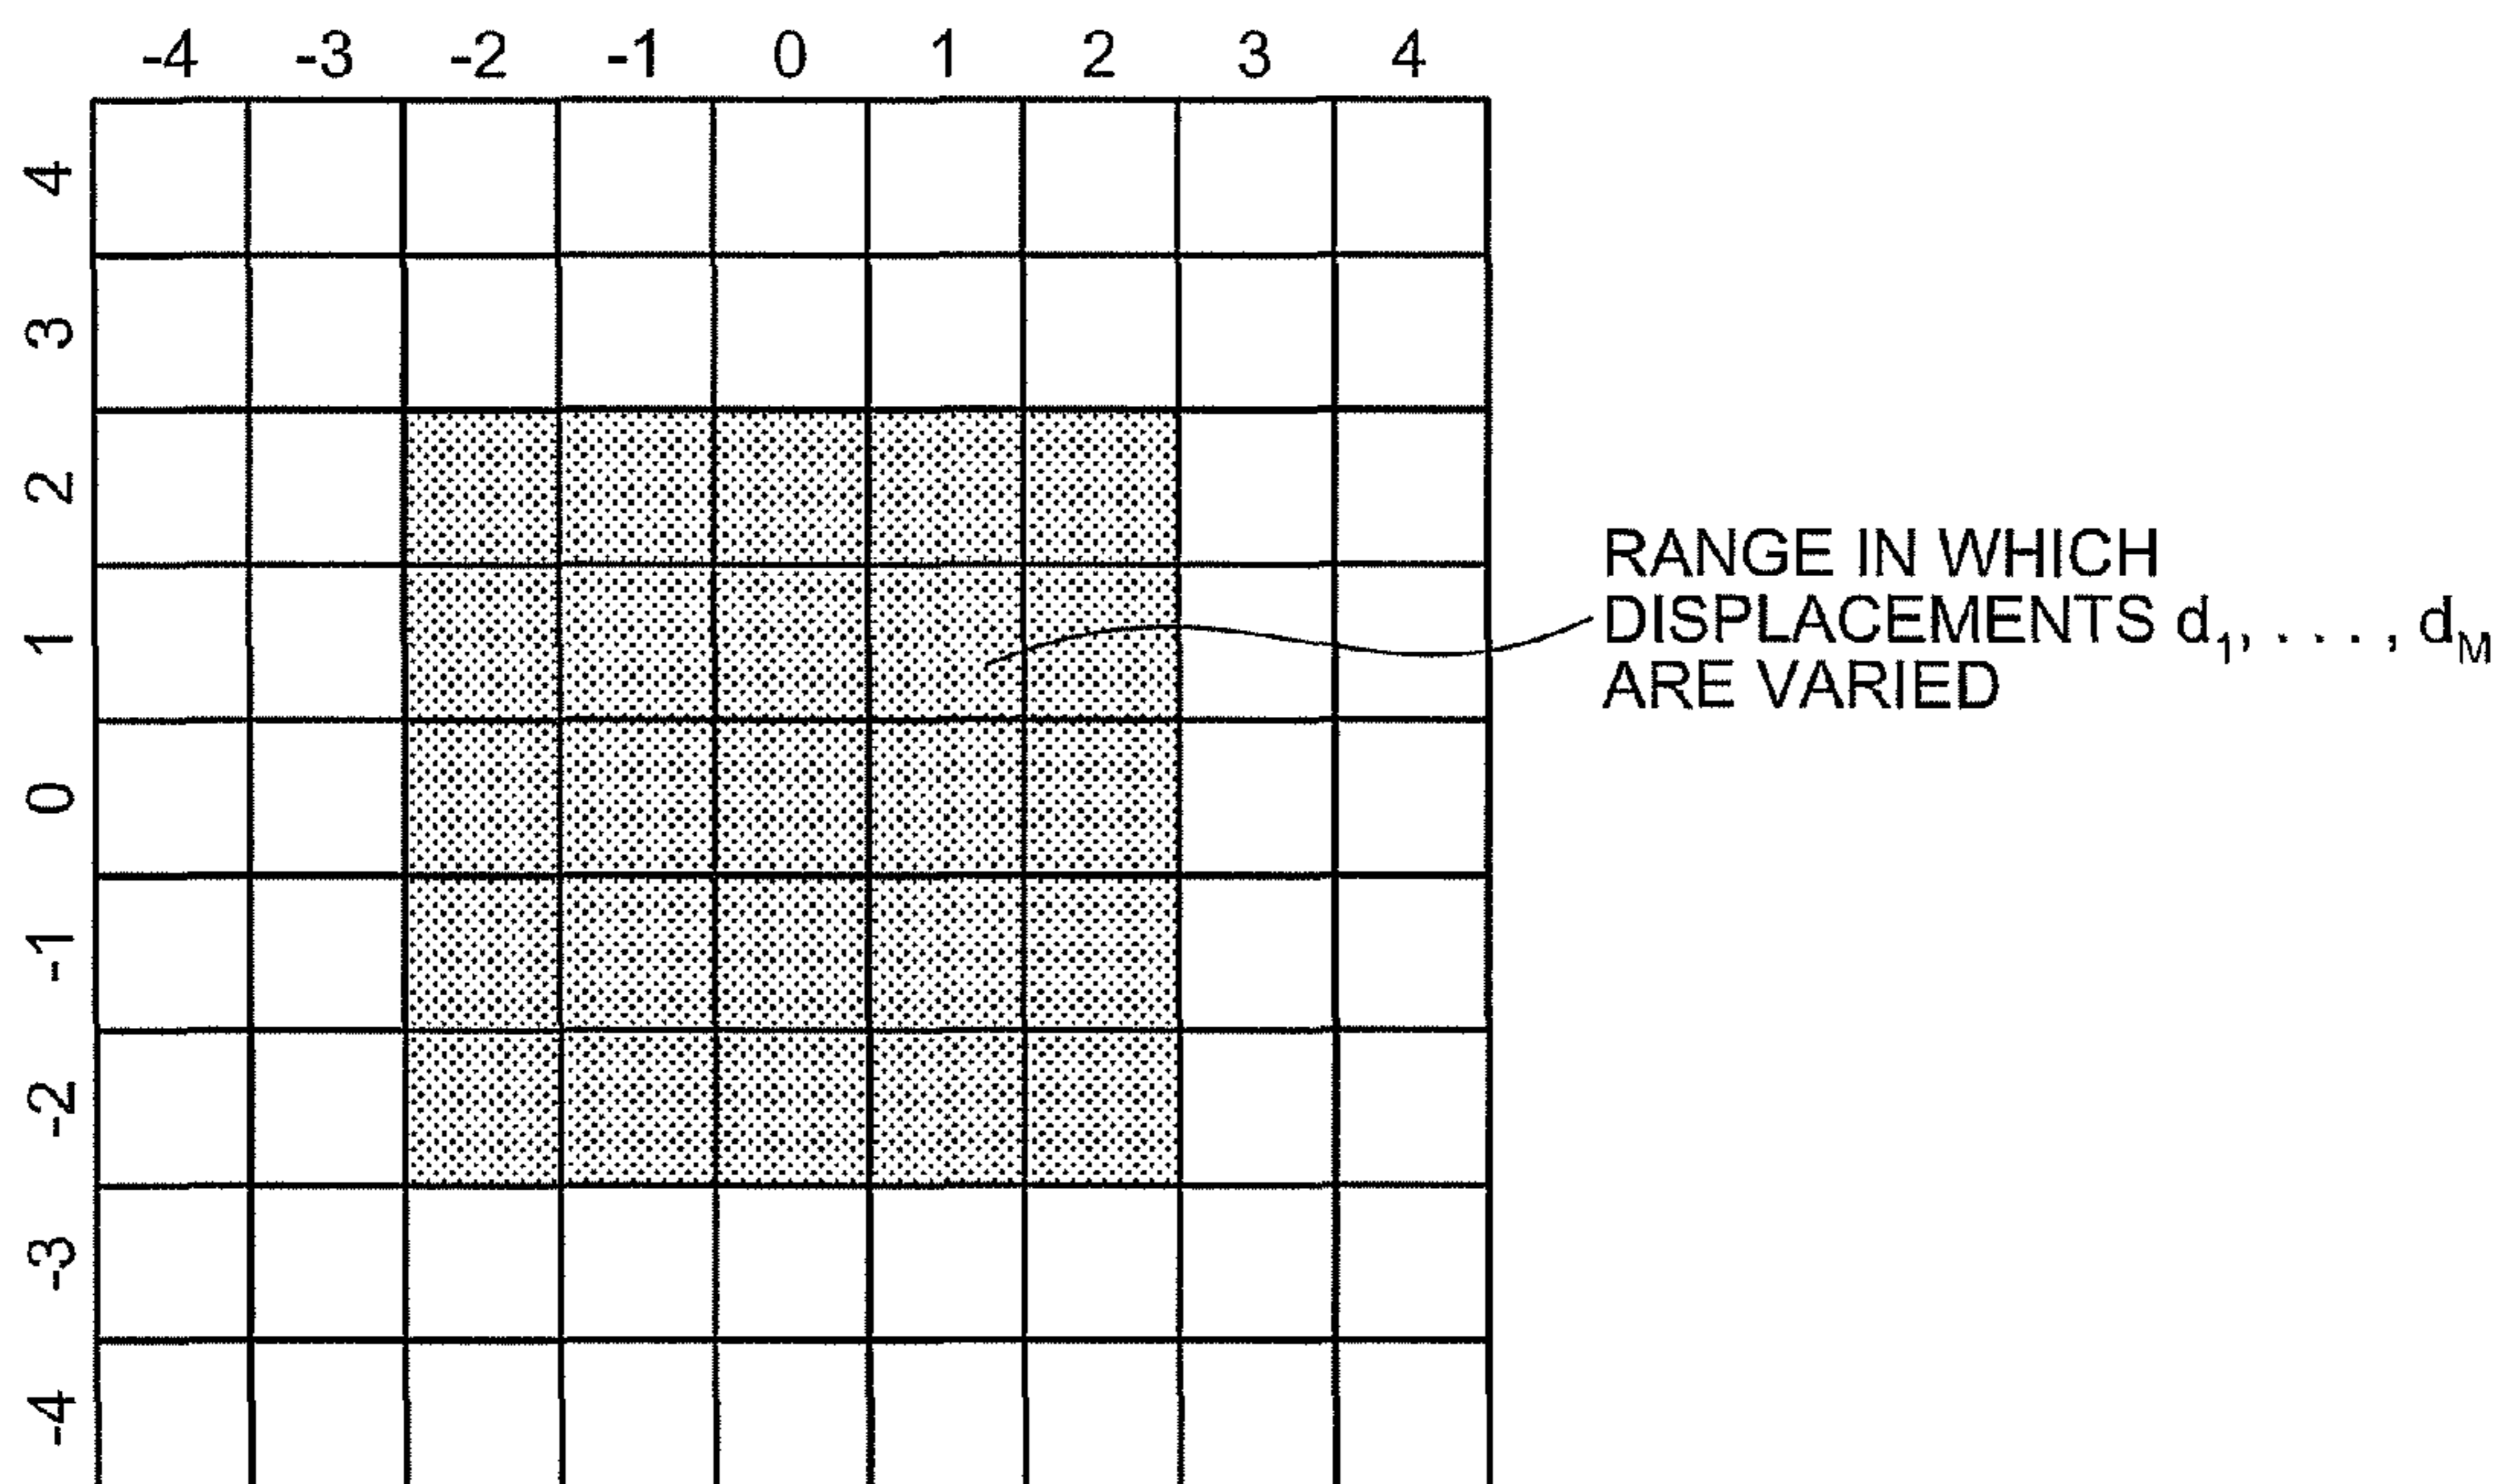 -4 -3 -2 -1 0 1 2 3 4
4
3
2
1
0
-1
-2
-3
-4
RANGE IN WHICH
DISPLACEMENTS d1, . . . , dM
ARE VARIED